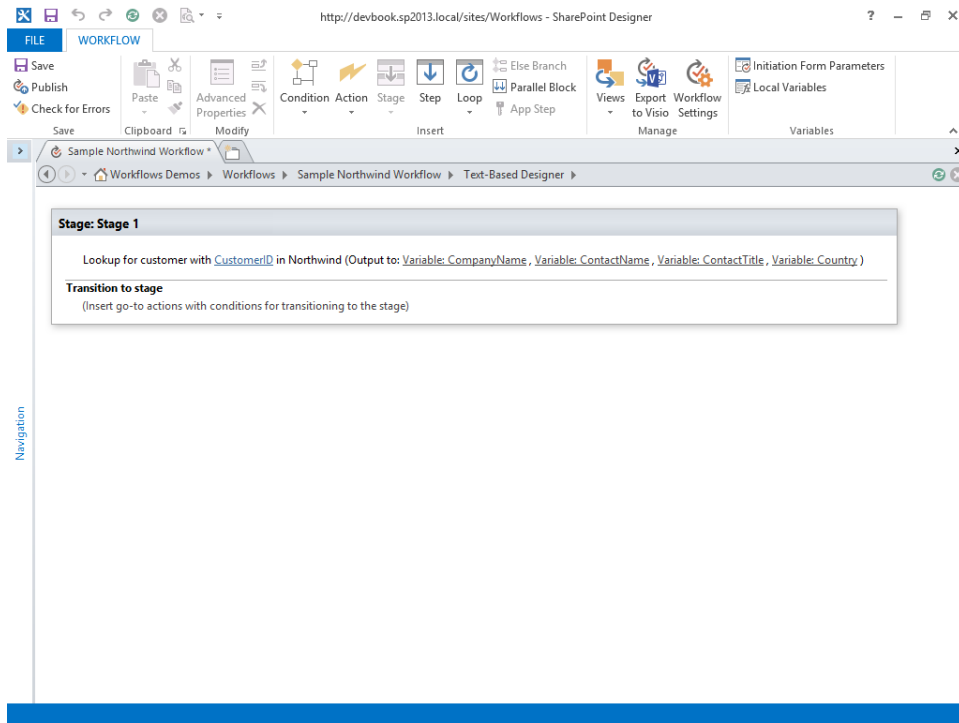 http://devbook.sp2013.local/sites/Workflows - SharePoint Designer ?
FILE WORKFLOW
Save
Publish
Check for Errors
Save
Paste
Clipboard
Advanced Properties
Modify
Condition Action Stage Step Loop
Else Branch
Parallel Block
App Step
Insert
Views Export to Visio Workflow Settings
Manage
Initiation Form Parameters
Local Variables
Variables
Sample Northwind Workflow *
Workflows Demos Workflows Sample Northwind Workflow Text-Based Designer
Navigation
Stage: Stage 1
Lookup for customer with CustomerID in Northwind (Output to: Variable: CompanyName , Variable: ContactName , Variable: ContactTitle , Variable: Country )
Transition to stage
(Insert go-to actions with conditions for transitioning to the stage)